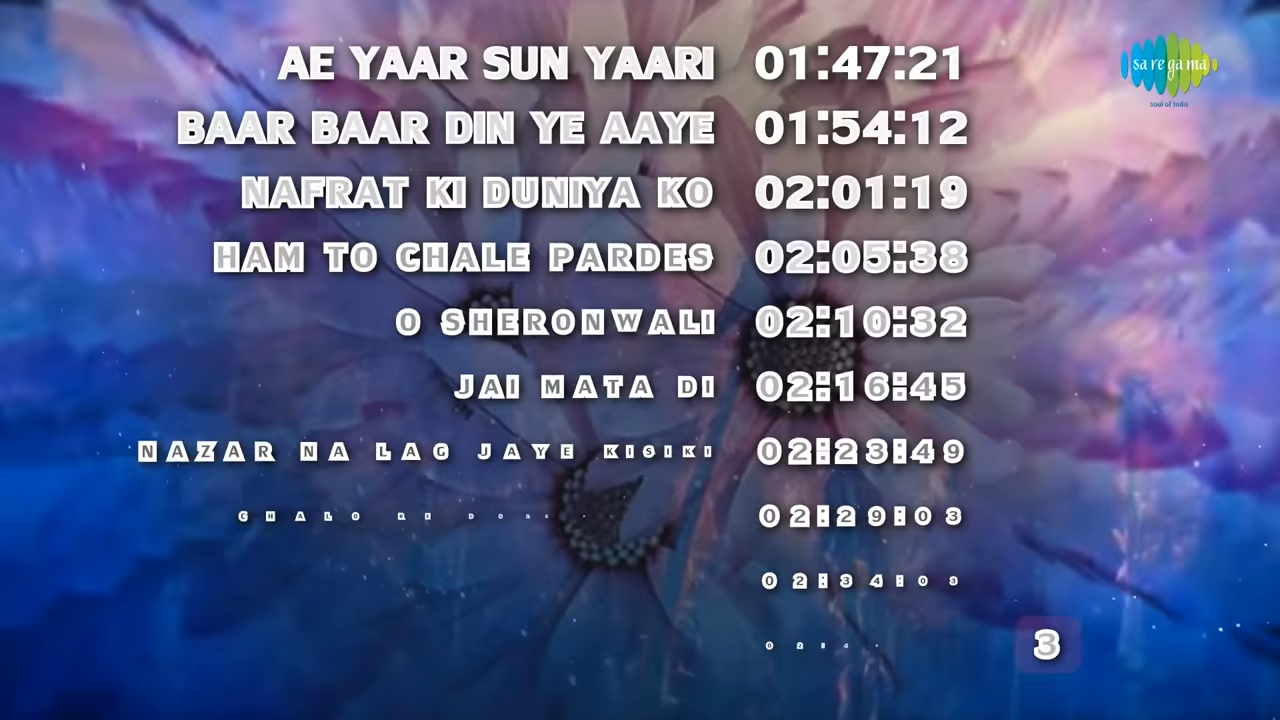 AE YAAR SUN YAARI 01:47:21
BAAR BAAR DIN YE AAYE 01:54:12
NAFRAT KI DUNIYA KO 02:01:19
HAM TO CHALE PARDES 02:05:38
O SHERONWALI 02:10:32
JAI MATA DI 02:16:45
NAZAR NA LAG JAYE KISIKI 02:23:49
CHALO RE 02:29:03
02:34:03
3
sa re ga ma
soul of india